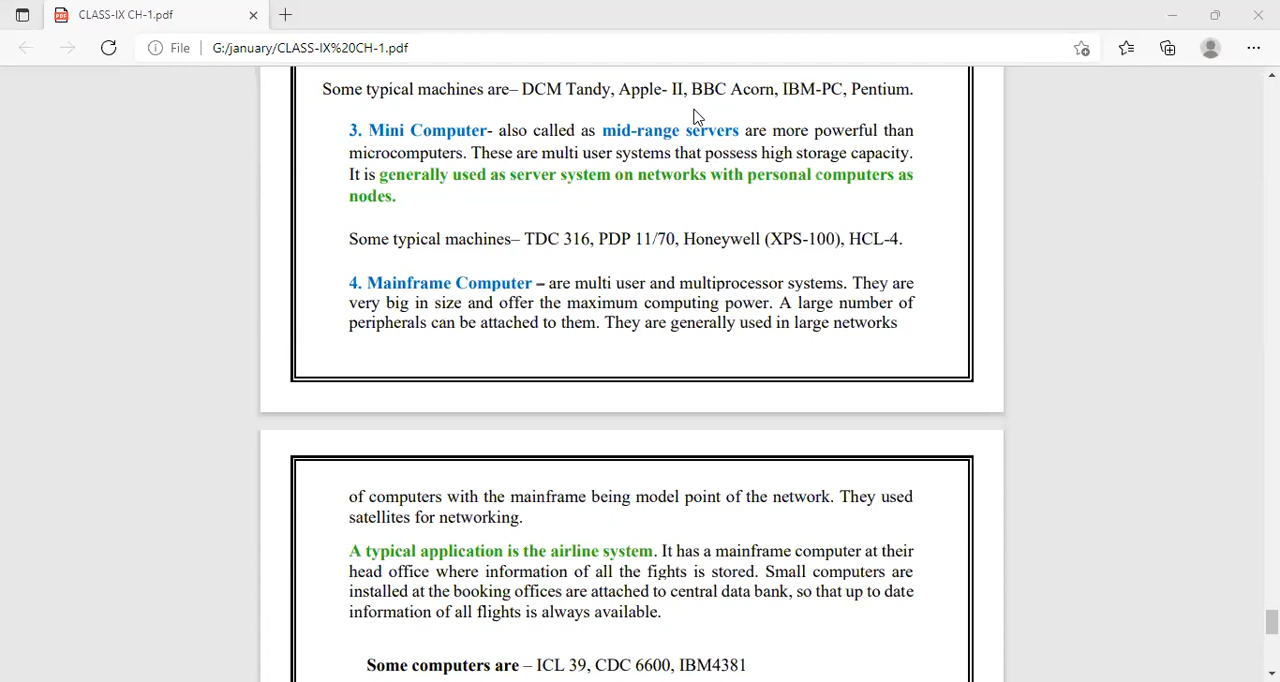 CLASS-IX CH-1.pdf
File G:/january/CLASS-IX%20CH-1.pdf
Some typical machines are– DCM Tandy, Apple- II, BBC Acorn, IBM-PC, Pentium.
3. Mini Computer- also called as mid-range servers are more powerful than
microcomputers. These are multi user systems that possess high storage capacity.
It is generally used as server system on networks with personal computers as
nodes.
Some typical machines– TDC 316, PDP 11/70, Honeywell (XPS-100), HCL-4.
4. Mainframe Computer – are multi user and multiprocessor systems. They are
very big in size and offer the maximum computing power. A large number of
peripherals can be attached to them. They are generally used in large networks
of computers with the mainframe being model point of the network. They used
satellites for networking.
A typical application is the airline system. It has a mainframe computer at their
head office where information of all the fights is stored. Small computers are
installed at the booking offices are attached to central data bank, so that up to date
information of all flights is always available.
Some computers are – ICL 39, CDC 6600, IBM4381